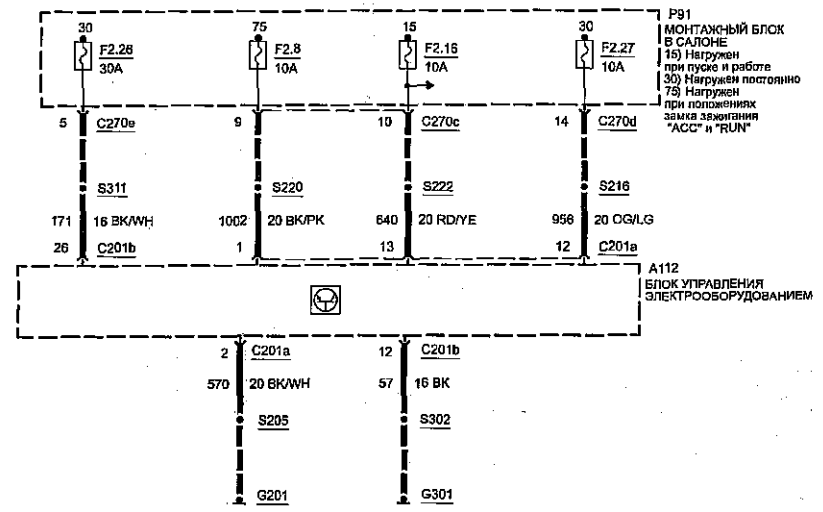 30 75 15 30
F2.26 F2.8 F2.16 F2.27
30A 10A 10A 10A
P91
МОНТАЖНЫЙ БЛОК
В САЛОНЕ
15) Нагружен
при пуске и работе
30) Нагружен постоянно
75) Нагружен
при положениях
замка зажигания
"ACC" и "RUN"
5 C270e 9 10 C270c 14 C270d
S311 S220 S222 S216
171 16 BK/WH 1002 20 BK/PK 640 20 RD/YE 956 20 OG/LG
26 C201b 1 13 12 C201a
A112
БЛОК УПРАВЛЕНИЯ
ЭЛЕКТРООБОРУДОВАНИЕМ
2 C201a 12 C201b
570 20 BK/WH 57 16 BK
S205 S302
G201 G301